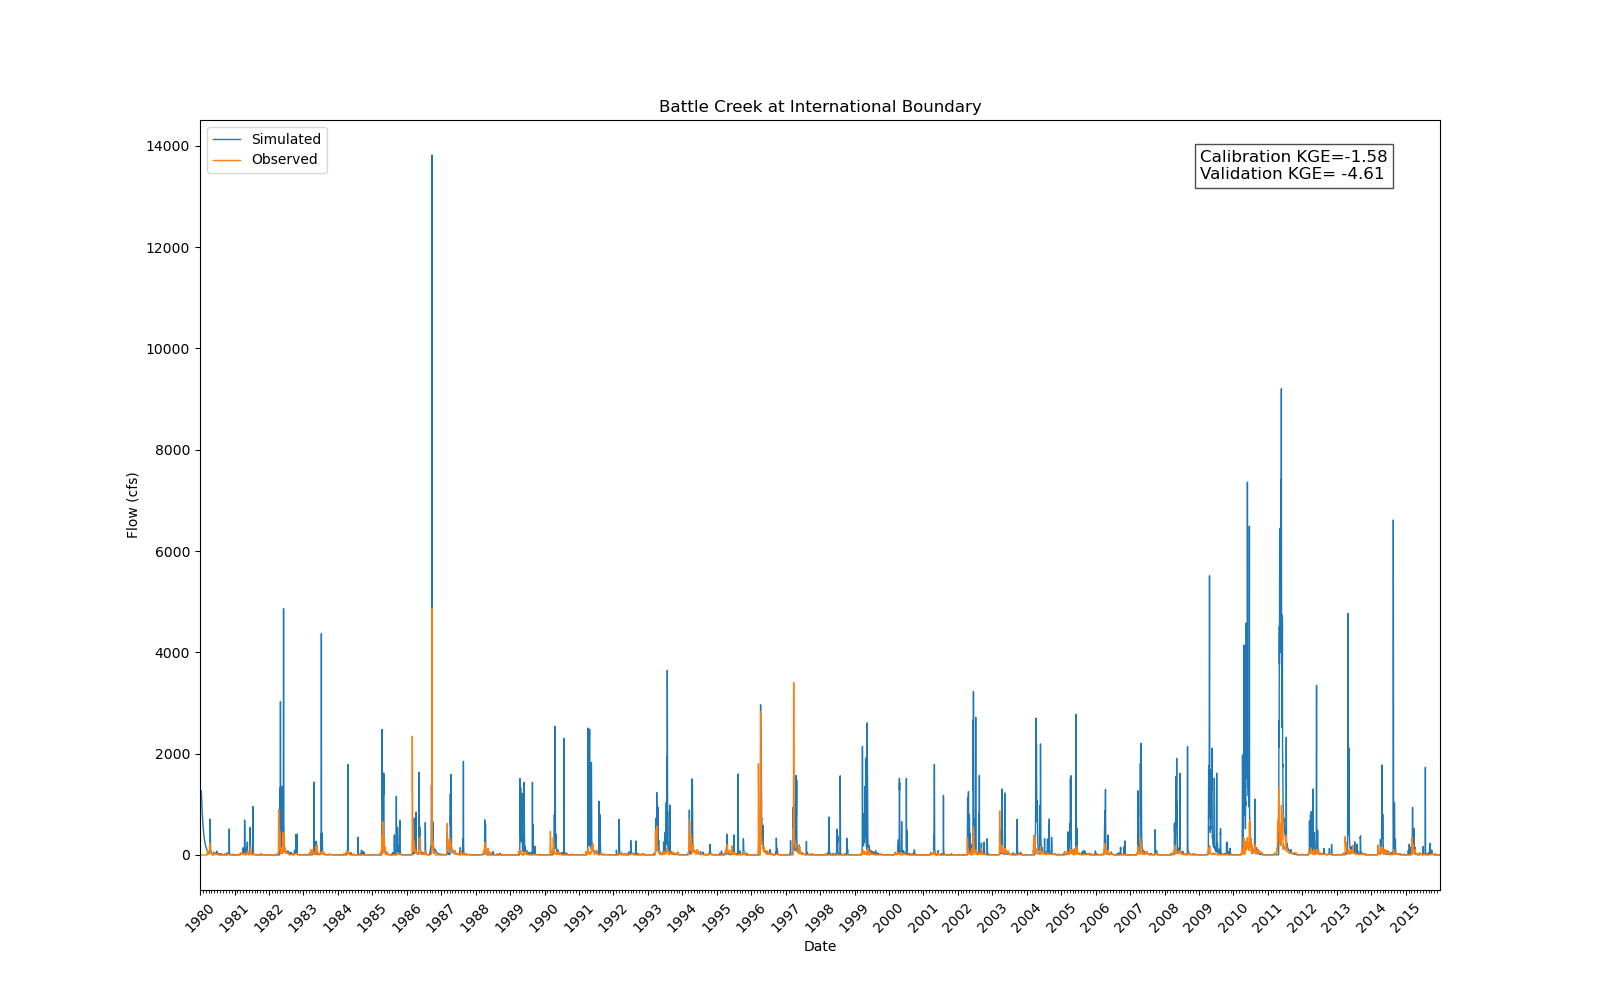 Battle Creek at International Boundary
Simulated
Observed
Calibration KGE=-1.58
Validation KGE= -4.61
Flow (cfs)
14000
12000
10000
8000
6000
4000
2000
0
1980 1981 1982 1983 1984 1985 1986 1987 1988 1989 1990 1991 1992 1993 1994 1995 1996 1997 1998 1999 2000 2001 2002 2003 2004 2005 2006 2007 2008 2009 2010 2011 2012 2013 2014 2015
Date